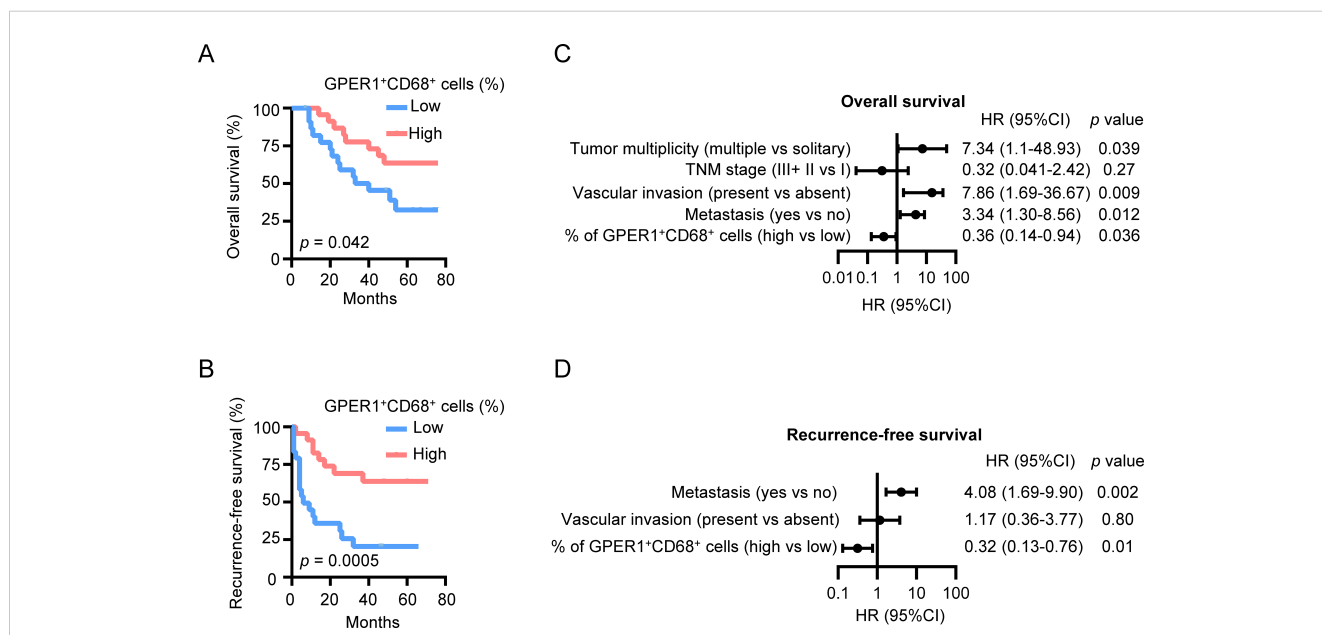 A
GPER1⁺CD68⁺ cells (%)
Low
High
Overall survival (%)
100
75
50
25
0
p = 0.042
0 20 40 60 80
Months
B
GPER1⁺CD68⁺ cells (%)
Low
High
Recurrence-free survival (%)
100
75
50
25
0
p = 0.0005
0 20 40 60 80
Months
C
Overall survival
HR (95%CI) p value
Tumor multiplicity (multiple vs solitary) 7.34 (1.1-48.93) 0.039
TNM stage (III+ II vs I) 0.32 (0.041-2.42) 0.27
Vascular invasion (present vs absent) 7.86 (1.69-36.67) 0.009
Metastasis (yes vs no) 3.34 (1.30-8.56) 0.012
% of GPER1⁺CD68⁺ cells (high vs low) 0.36 (0.14-0.94) 0.036
0.01 0.1 1 10 100
HR (95%CI)
D
Recurrence-free survival
HR (95%CI) p value
Metastasis (yes vs no) 4.08 (1.69-9.90) 0.002
Vascular invasion (present vs absent) 1.17 (0.36-3.77) 0.80
% of GPER1⁺CD68⁺ cells (high vs low) 0.32 (0.13-0.76) 0.01
0.1 1 10 100
HR (95%CI)